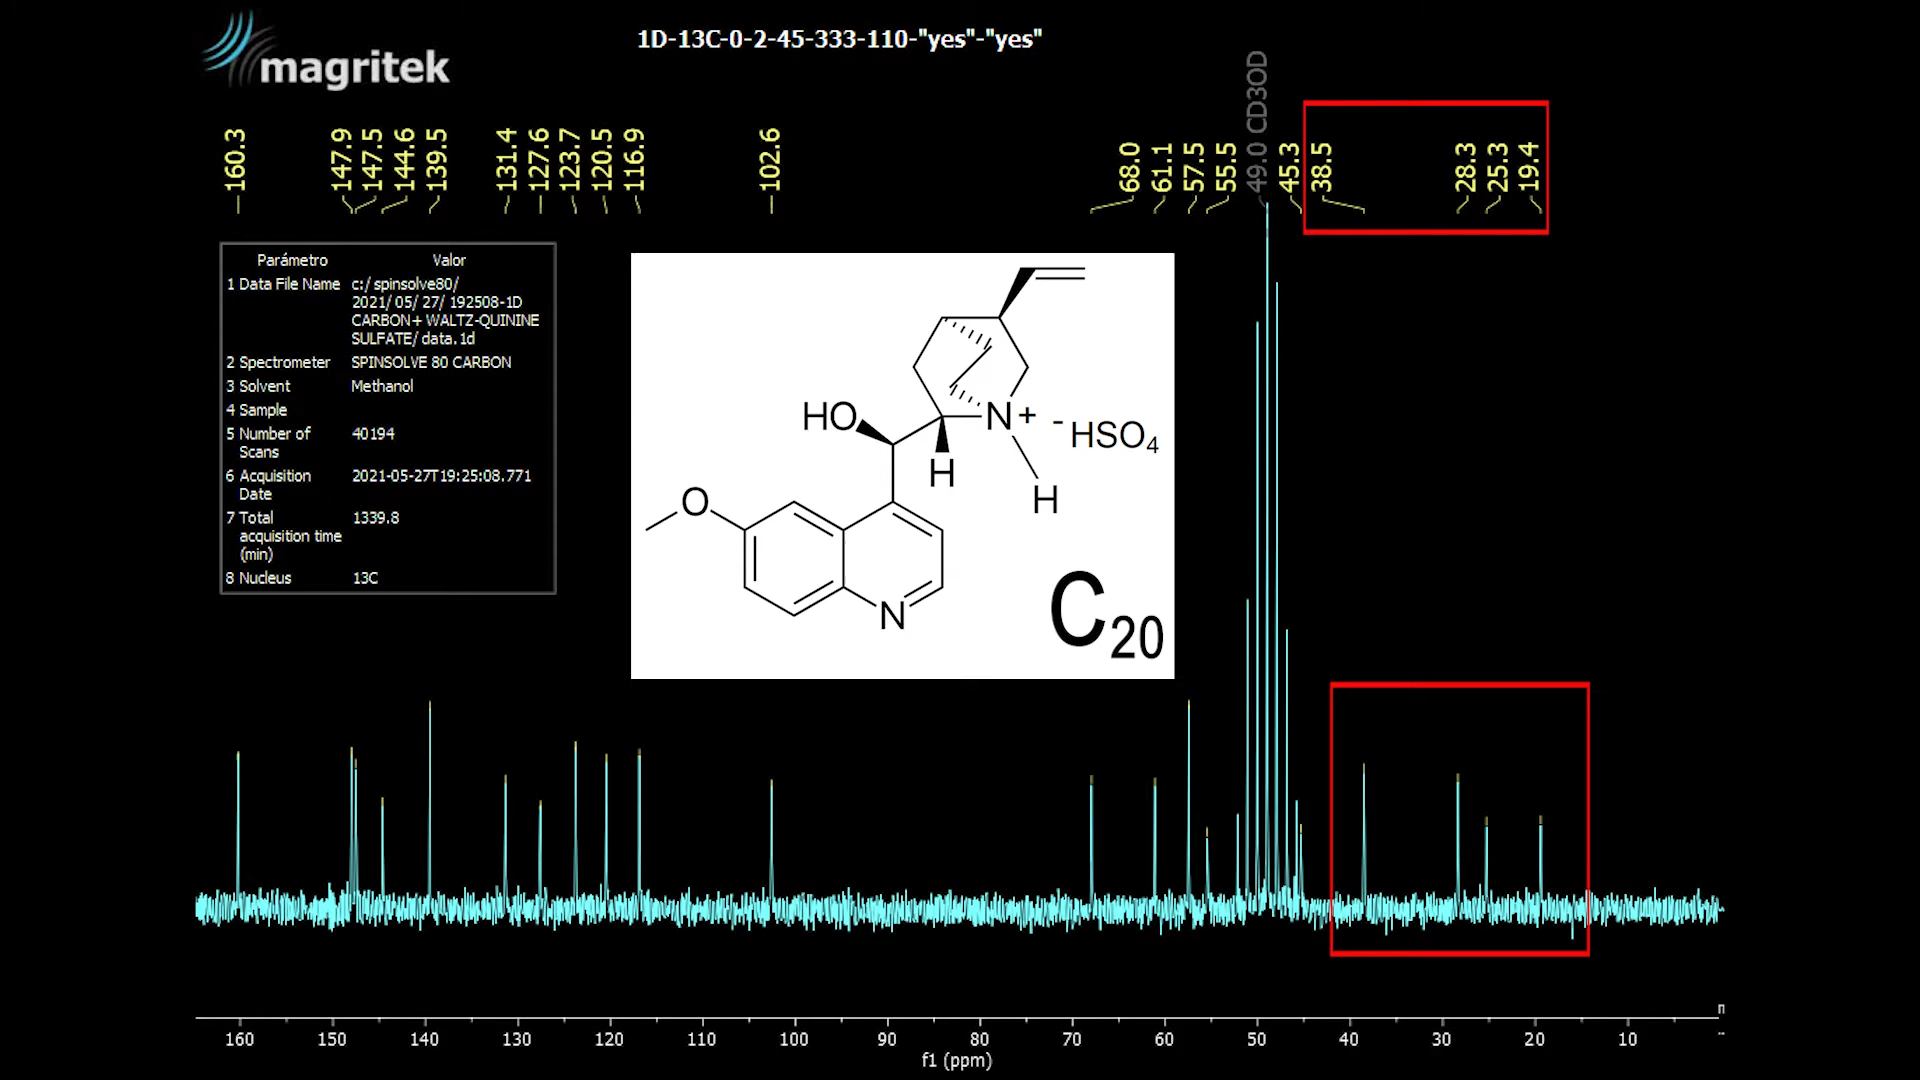 magritek
1D-13C-0-2-45-333-110-"yes"-"yes"
160.3
147.9
147.5
144.6
139.5
131.4
127.6
123.7
120.5
116.9
102.6
68.0
61.1
57.5
55.5
49.0 CD3OD
45.3
38.5
28.3
25.3
19.4
Parámetro Valor
1 Data File Name c:/ spinsolve80/
2021/ 05/ 27/ 192508-1D
CARBON+ WALTZ-QUININE
SULFATE/ data.1d
2 Spectrometer SPINSOLVE 80 CARBON
3 Solvent Methanol
4 Sample
5 Number of 40194
Scans
6 Acquisition 2021-05-27T19:25:08.771
Date
7 Total 1339.8
acquisition time
(min)
8 Nucleus 13C
HO
N+
-HSO4
H
H
O
N
C20
160 150 140 130 120 110 100 90 80 70 60 50 40 30 20 10
f1 (ppm)